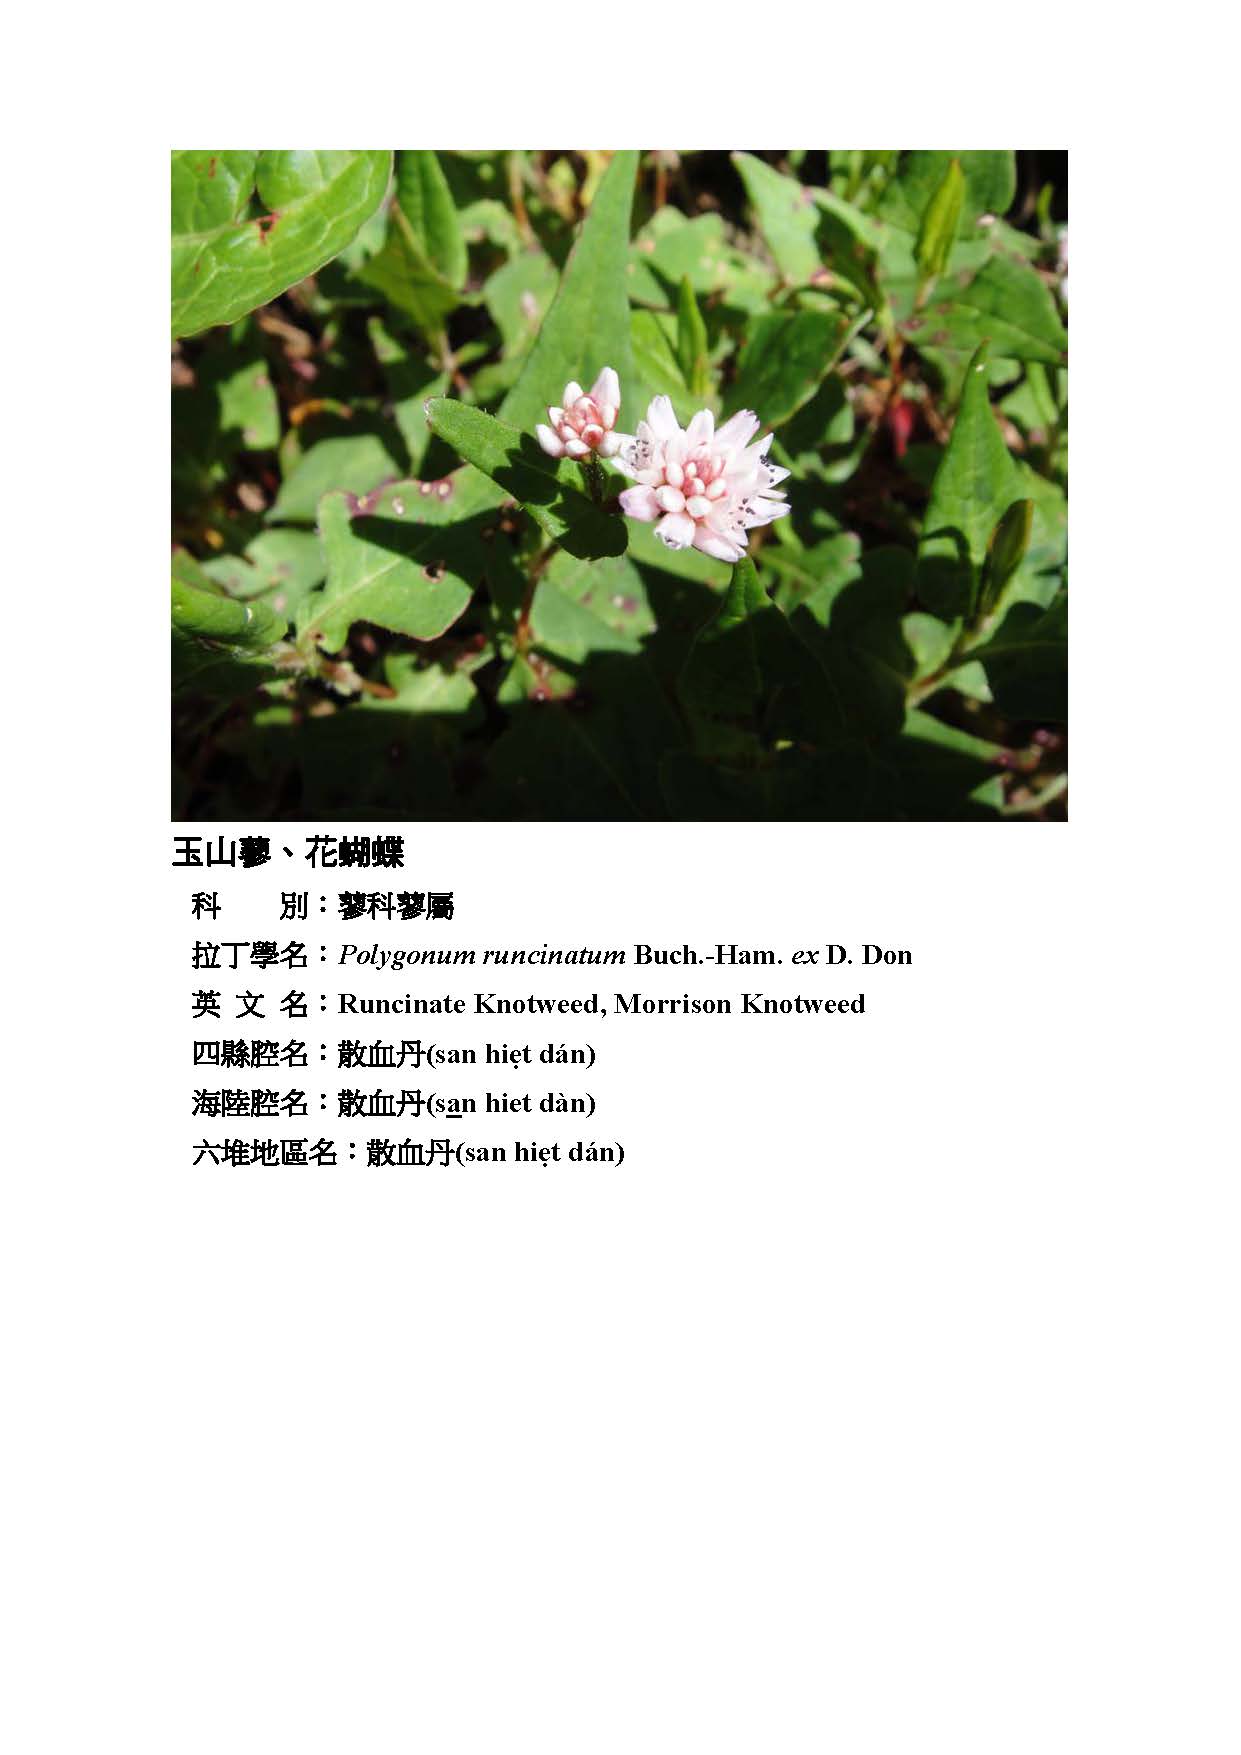 玉山蓼、花蝴蝶
科　　別：蓼科蓼屬
拉丁學名：Polygonum runcinatum Buch.-Ham. ex D. Don
英 文 名：Runcinate Knotweed, Morrison Knotweed
四縣腔名：散血丹(san hiẹt dán)
海陸腔名：散血丹(san hiet dàn)
六堆地區名：散血丹(san hiẹt dán)